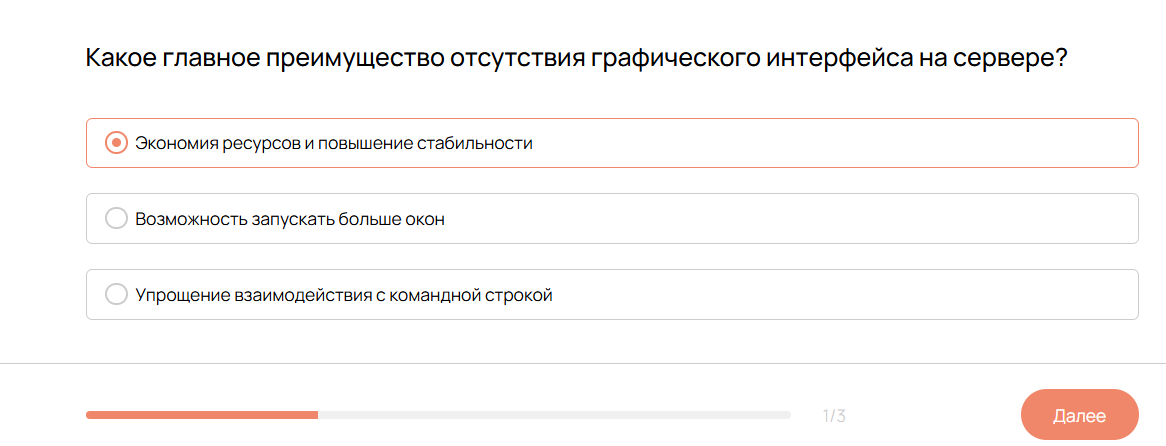 Какое главное преимущество отсутствия графического интерфейса на сервере?
Экономия ресурсов и повышение стабильности
Возможность запускать больше окон
Упрощение взаимодействия с командной строкой
1/3
Далее